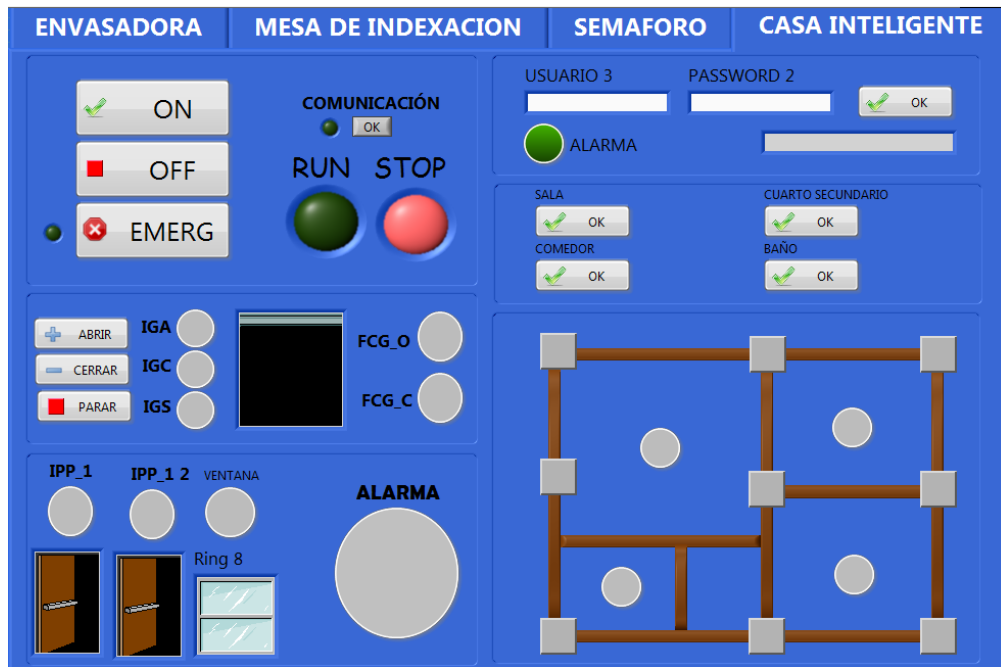 ENVASADORA
MESA DE INDEXACION
SEMAFORO
CASA INTELIGENTE
ON
OFF
EMERG
COMUNICACIÓN
OK
RUN STOP
USUARIO 3
PASSWORD 2
OK
ALARMA
SALA
OK
CUARTO SECUNDARIO
OK
COMEDOR
OK
BAÑO
OK
ABRIR
CERRAR
PARAR
IGA
IGC
IGS
FCG_O
FCG_C
IPP_1
IPP_1 2
VENTANA
Ring 8
ALARMA